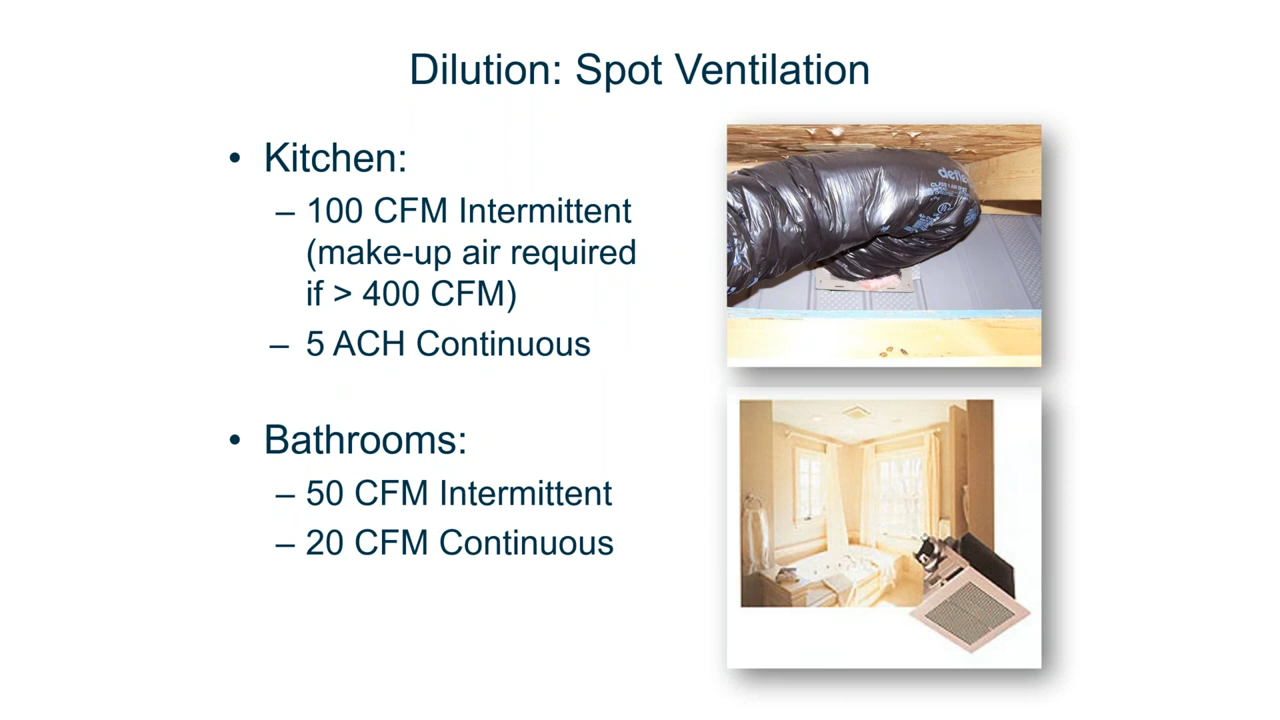 Dilution: Spot Ventilation
• Kitchen:
– 100 CFM Intermittent
(make-up air required
if > 400 CFM)
– 5 ACH Continuous
• Bathrooms:
– 50 CFM Intermittent
– 20 CFM Continuous